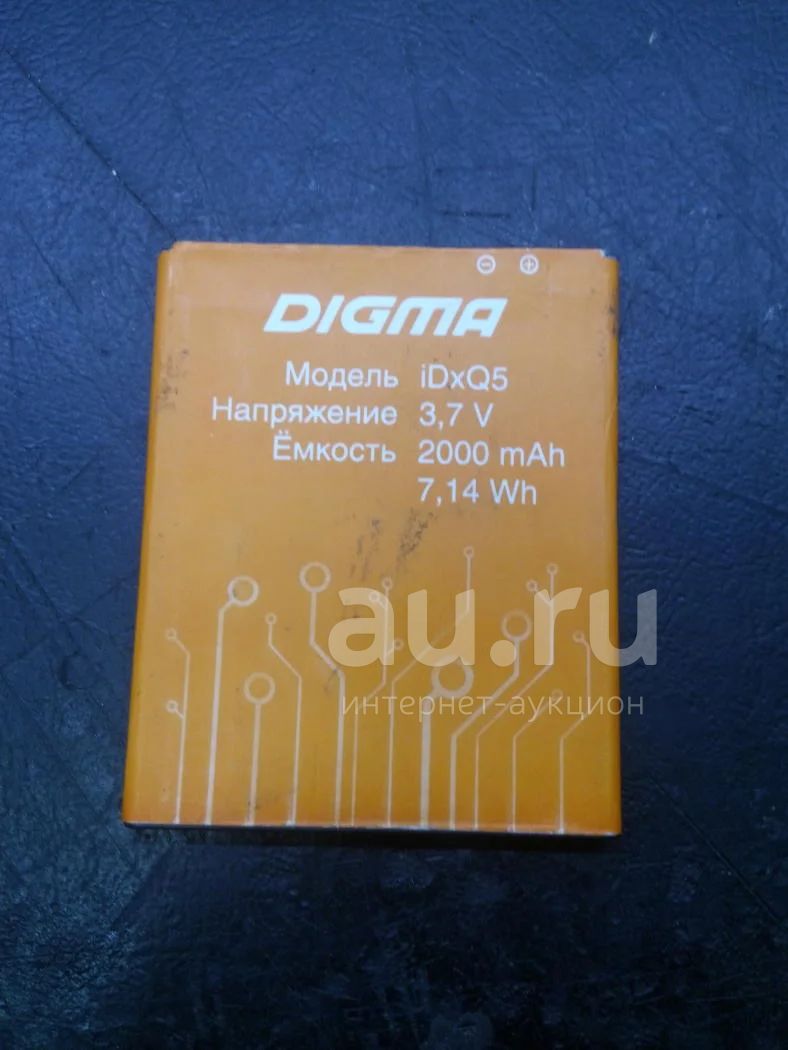 DIGMA
Модель iDxQ5
Напряжение 3,7 V
Ёмкость 2000 mAh
7,14 Wh
au.ru
интернет-аукцион